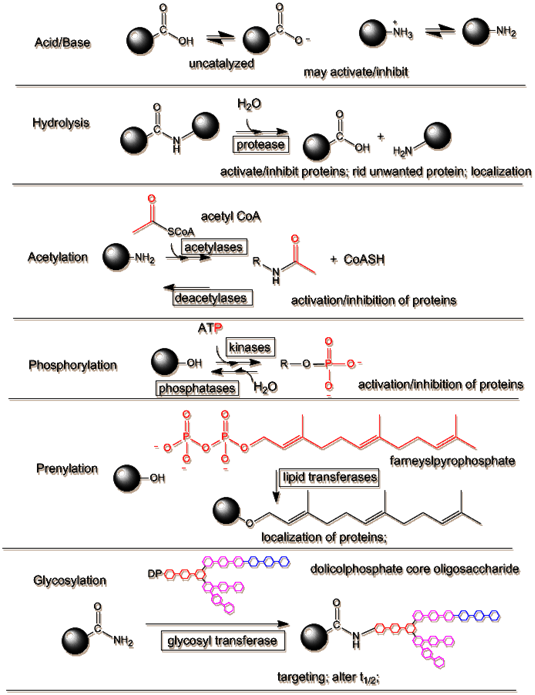 Acid/Base
O
OH
O
O-
uncatalyzed
+
NH3
NH2
may activate/inhibit
Hydrolysis
O
N
H
H2O
protease
O
OH
+
H2N
activate/inhibit proteins; rid unwanted protein; localization
O
SCoA
acetyl CoA
Acetylation
NH2
acetylases
O
R
N
H
+ CoASH
deacetylases
activation/inhibition of proteins
ATP
kinases
Phosphorylation
OH
phosphatases
H2O
O
R
O
P
O-
O-
activation/inhibition of proteins
O
O
-O
P
O
P
O
O-
O-
farneyslpyrophosphate
Prenylation
OH
lipid transferases
O
localization of proteins;
Glycosylation
DP
dolicolphosphate core oligosaccharide
O
NH2
glycosyl transferase
O
N
H
targeting; alter t1/2;